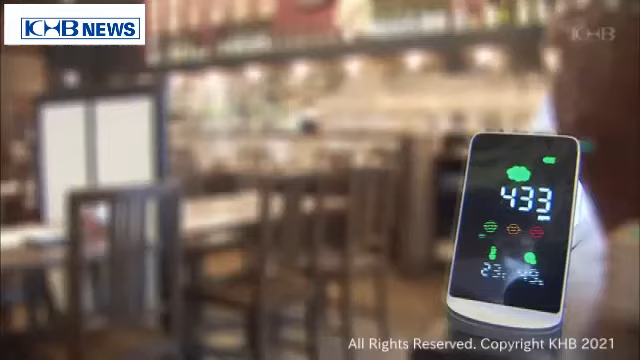 KHB NEWS
KHB
433
23 49
All Rights Reserved. Copyright KHB 2021